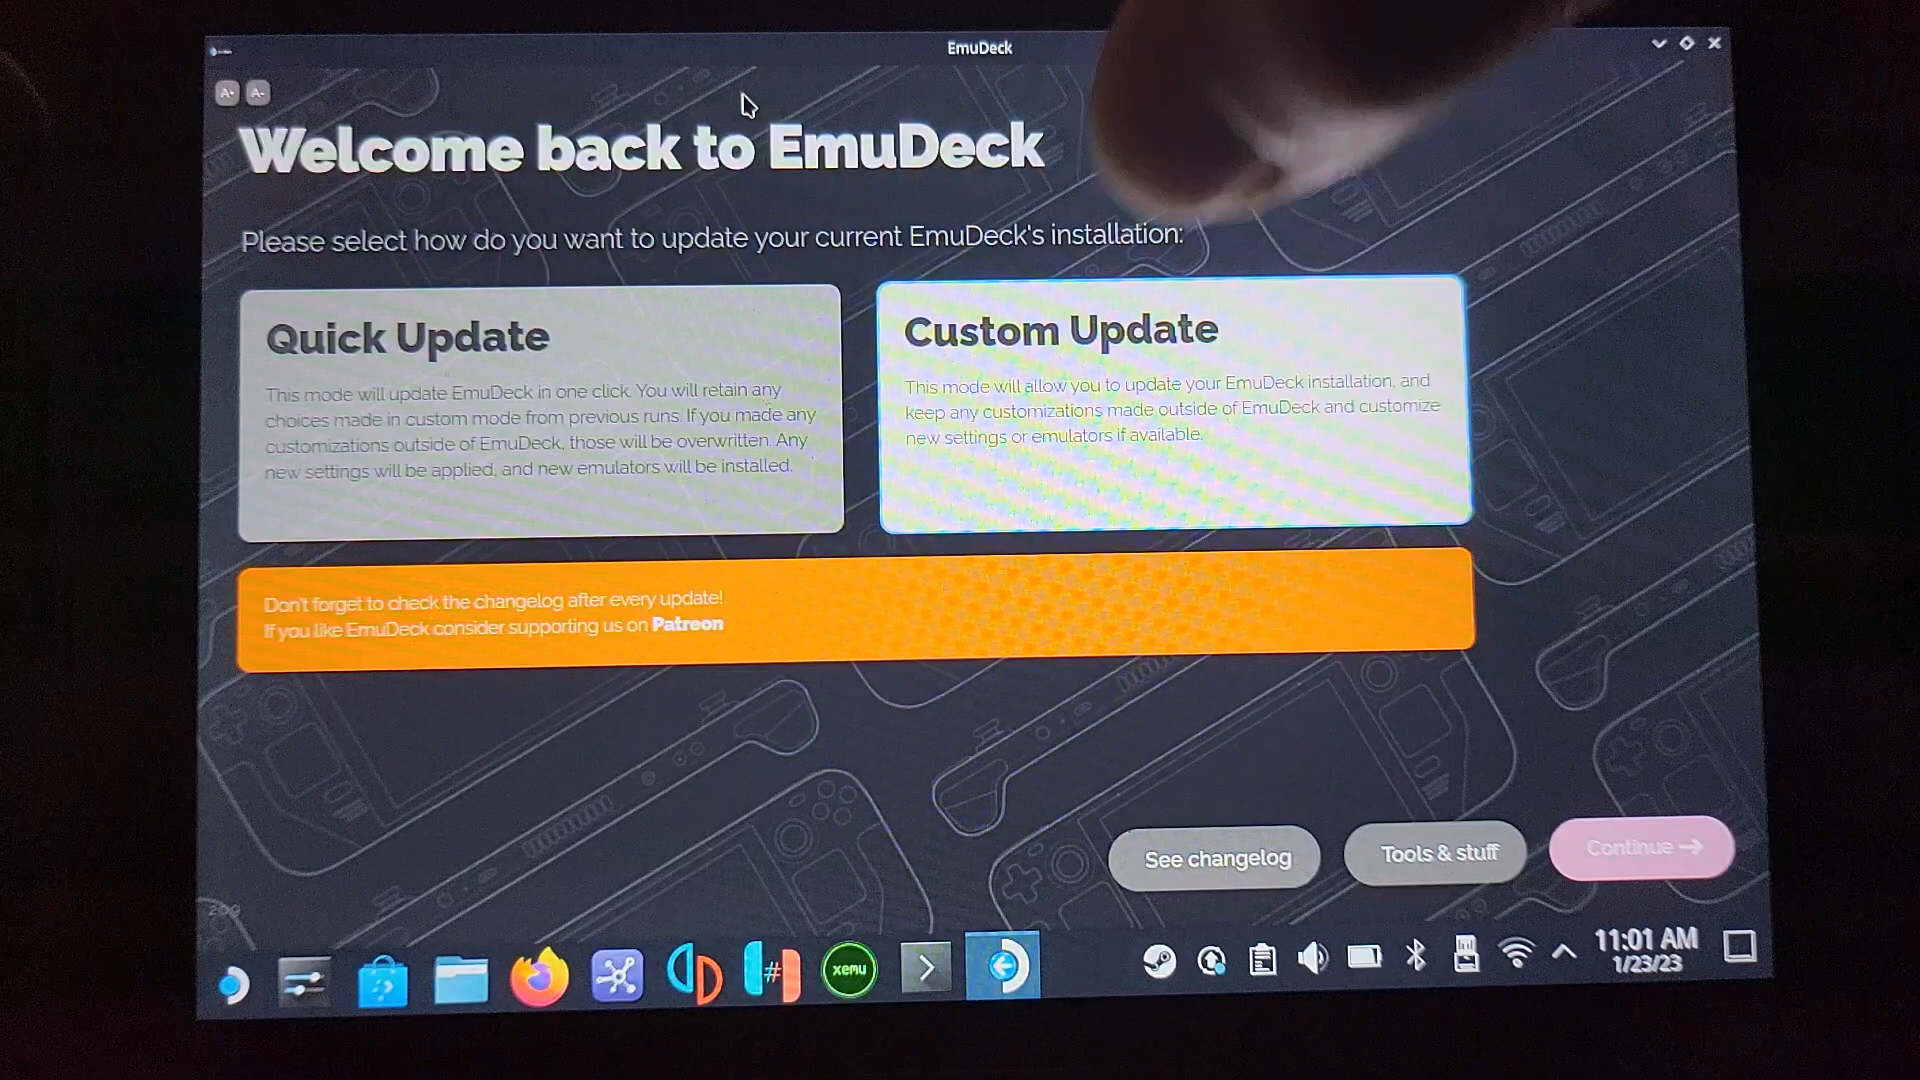 EmuDeck
A+ A-
Welcome back to EmuDeck
Please select how do you want to update your current EmuDeck's installation:
Quick Update
This mode will update EmuDeck in one click. You will retain any
choices made in custom mode from previous runs. If you made any
customizations outside of EmuDeck, those will be overwritten. Any
new settings will be applied, and new emulators will be installed.
Custom Update
This mode will allow you to update your EmuDeck installation, and
keep any customizations made outside of EmuDeck and customize
new settings or emulators if available.
Don't forget to check the changelog after every update!
If you like EmuDeck consider supporting us on Patreon
See changelog
Tools & stuff
Continue →
xemu
11:01 AM
1/23/23